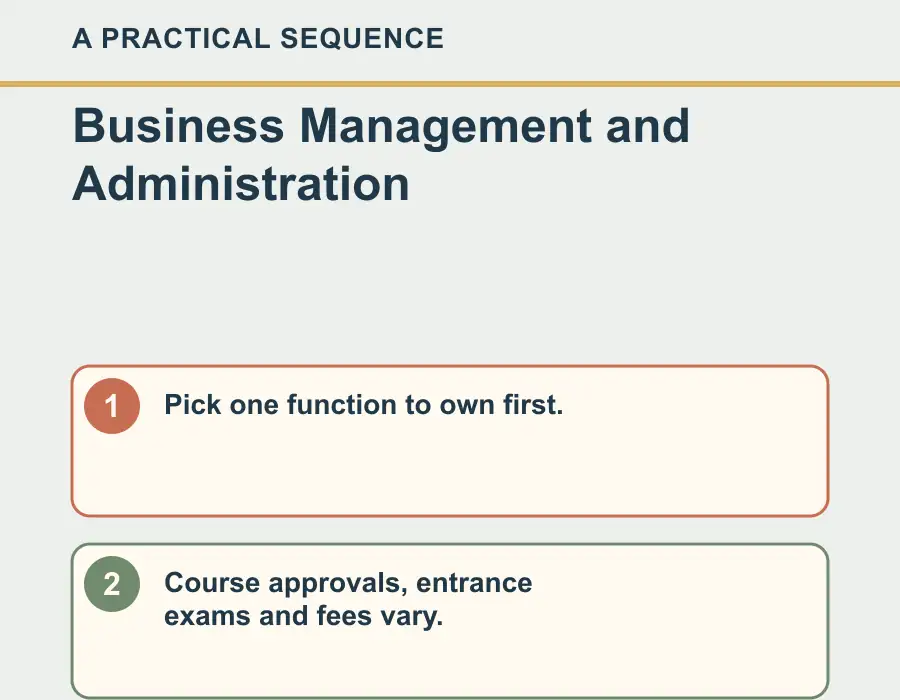 A PRACTICAL SEQUENCE
Business Management and
Administration
1
Pick one function to own first.
2
Course approvals, entrance
exams and fees vary.